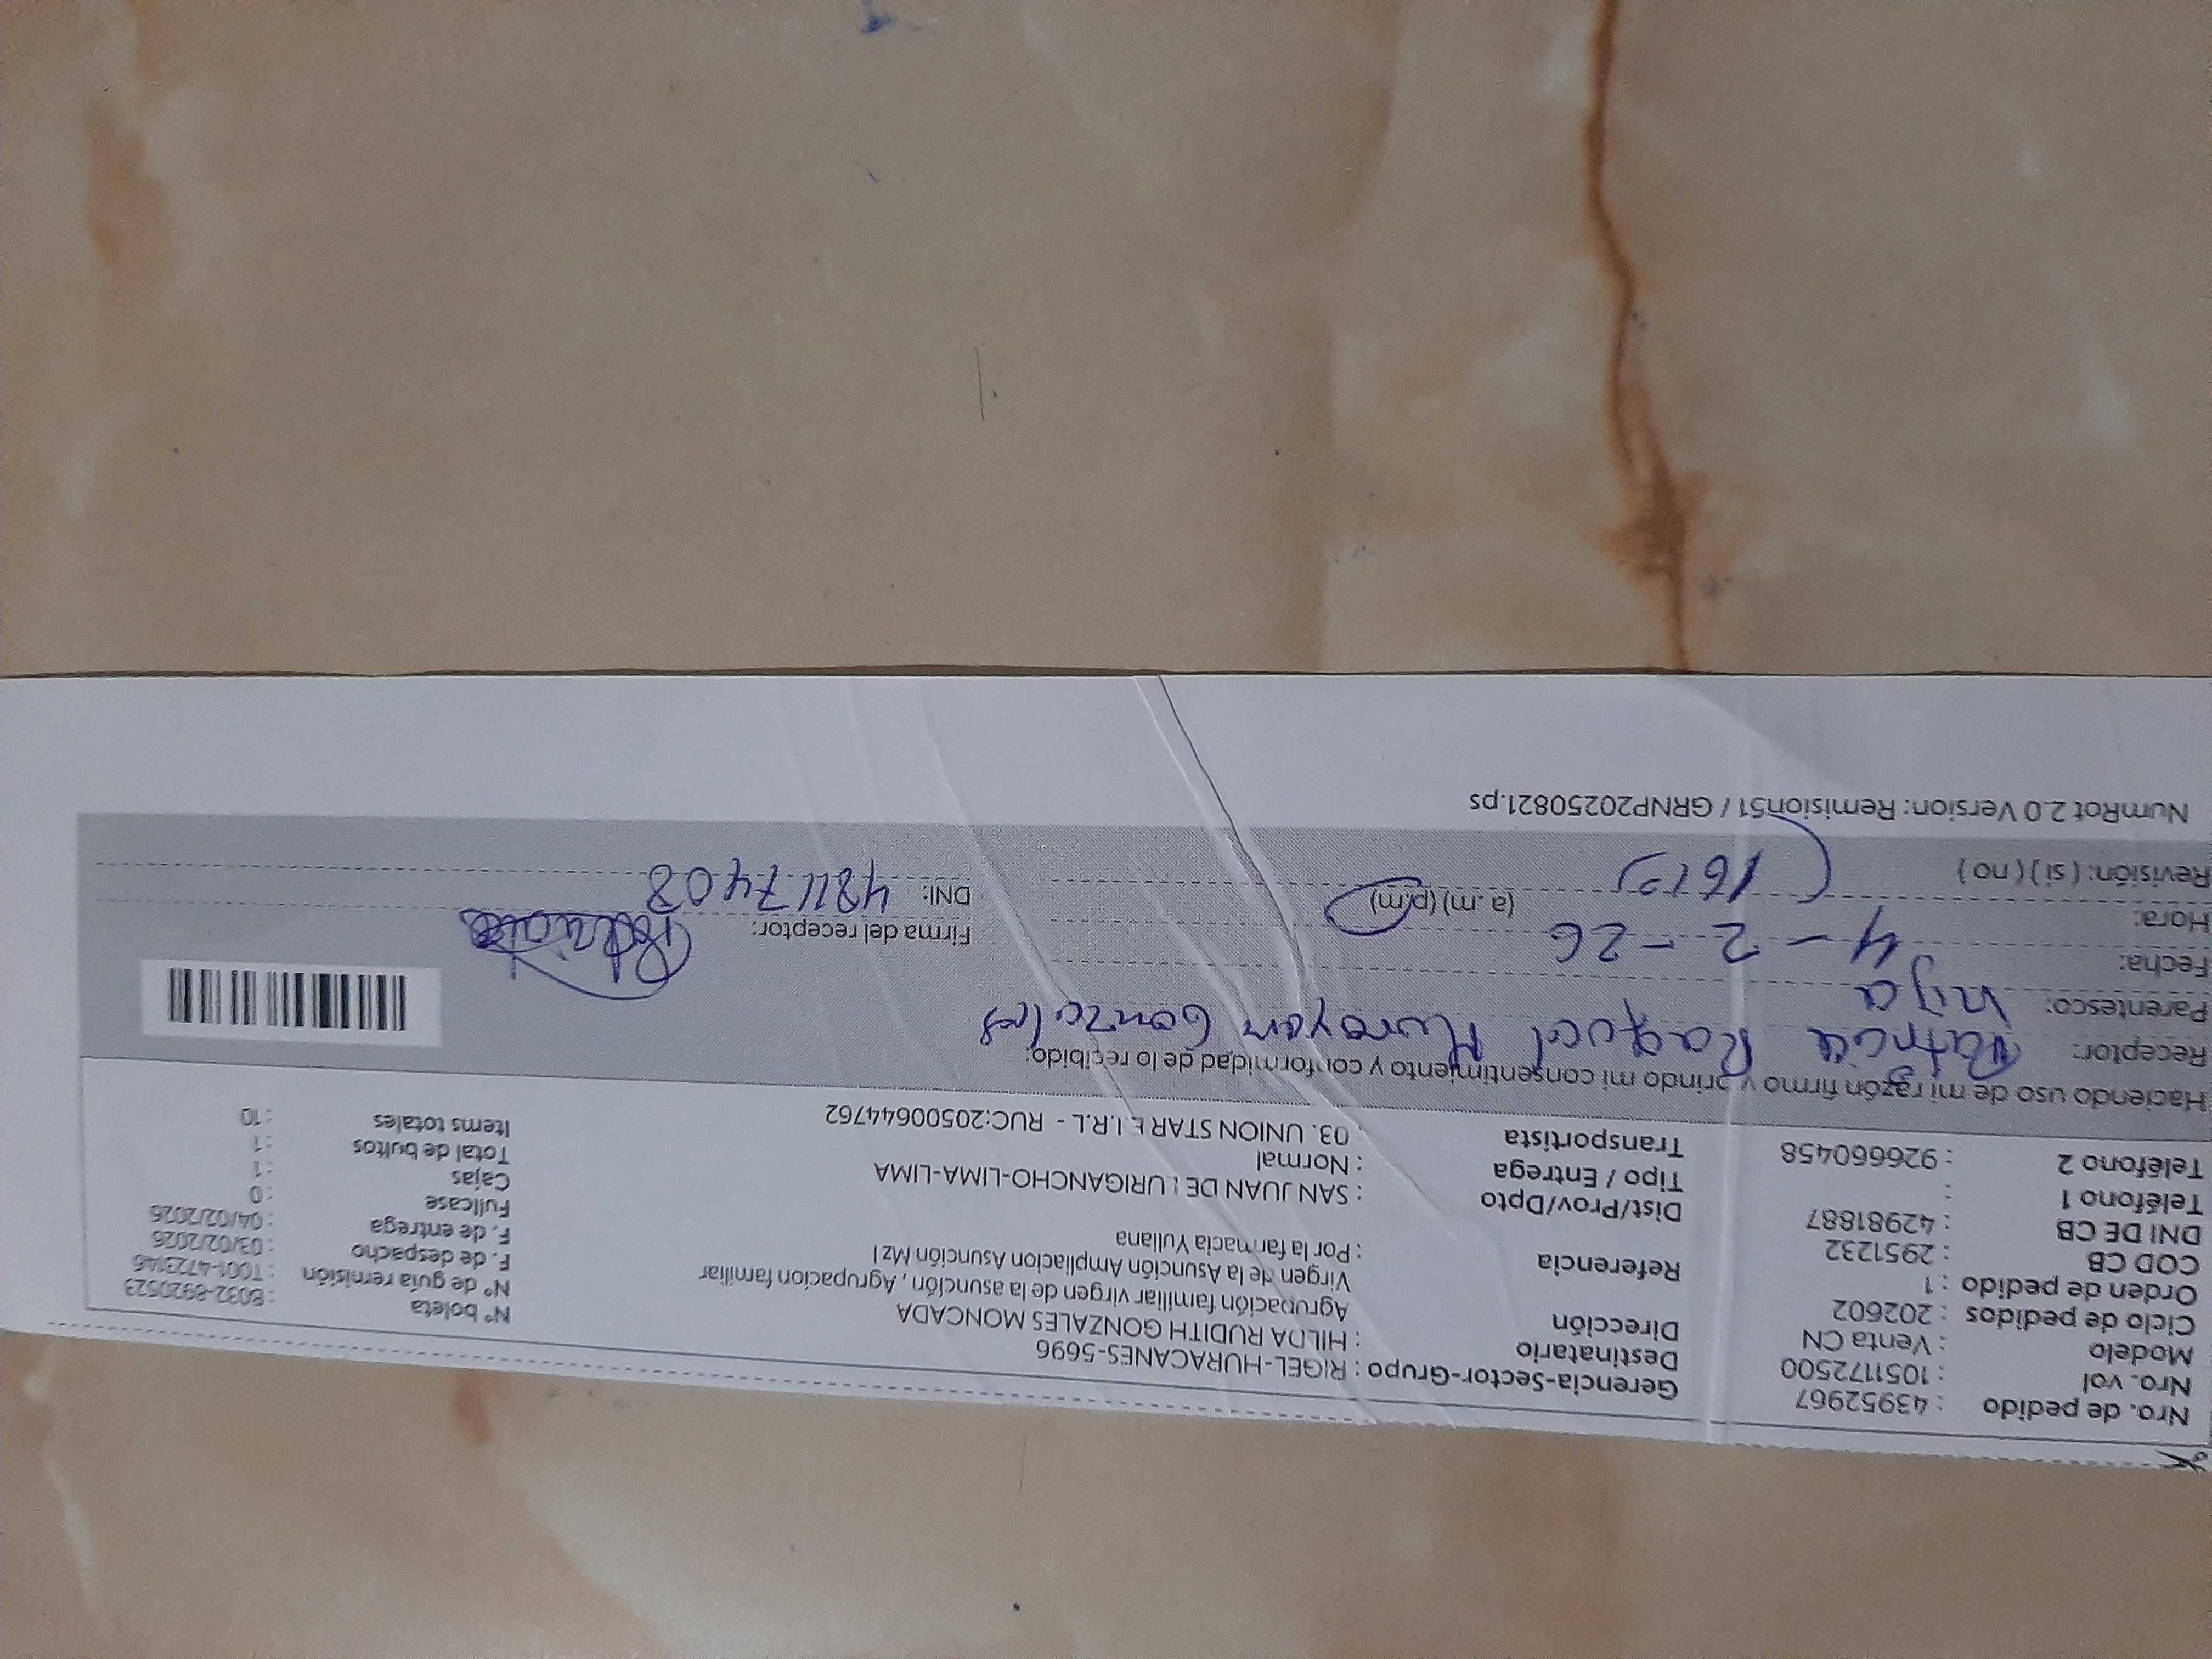 Nro. de pedido : 43952967
Nro. vol : 1051172500
Modelo : Venta CN
Ciclo de pedidos : 202602
Orden de pedido : 1
COD CB : 2951232
DNI DE CB : 42981887
Teléfono 1 :
Teléfono 2 : 926660458
Gerencia-Sector-Grupo : RIGEL-HURACANES-5696
Destinatario : HILDA RUDITH GONZALES MONCADA
Dirección Agrupación familiar virgen de la asunción , Agrupacion familiar
Virgen de la Asunción Ampliacion Asunción Mz I
Referencia : Por la farmacia Yuliana
Dist/Prov/Dpto : SAN JUAN DE LURIGANCHO-LIMA-LIMA
Tipo / Entrega : Normal
Transportista : 03. UNION STAR E.I.R.L - RUC:20500644762
N° boleta : B032-8920523
N° de guía remisión : T001-4723146
F. de despacho : 03/02/2026
F. de entrega : 04/02/2026
Fullcase : 0
Cajas : 1
Total de bultos : 1
Items totales : 10
Haciendo uso de mi razón firmo y brindo mi consentimiento y conformidad de lo recibido:
Receptor: Patricia Raquel Gonzales
Parentesco: hija
Fecha: 4-2-26
Hora: (a.m) (p.m)
Revisión: ( si ) ( no )
Firma del receptor:
DNI: 48117408
NumRot 2.0 Version: Remision51 / GRNP20250821.ps